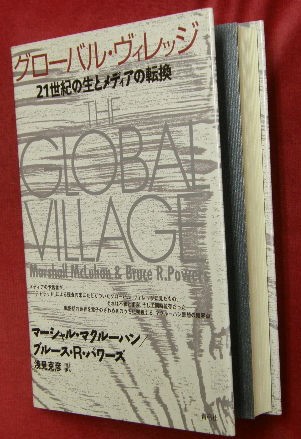 グローバル・ヴィレッジ
21世紀の生とメディアの転換
THE
GLOBAL
VILLAGE
Marshall McLuhan & Bruce R. Powers
マーシャル・マクルーハン/
ブルース・R・パワーズ
浅見克彦 訳
青弓社